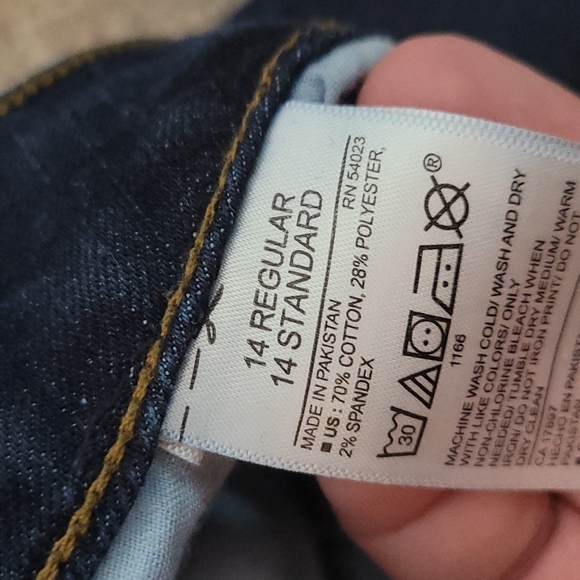 14 REGULAR
14 STANDARD
RN 54023
MADE IN PAKISTAN
US : 70% COTTON, 28% POLYESTER,
2% SPANDEX
30
®
1166
MACHINE WASH COLD/ WASH AND DRY
WITH LIKE COLORS/ ONLY
NON-CHLORINE BLEACH WHEN
NEEDED/ TUMBLE DRY MEDIUM/ WARM
IRON DO NOT IRON PRINT/ DO NOT
DRY CLEAN
CA 17897
HECHO EN